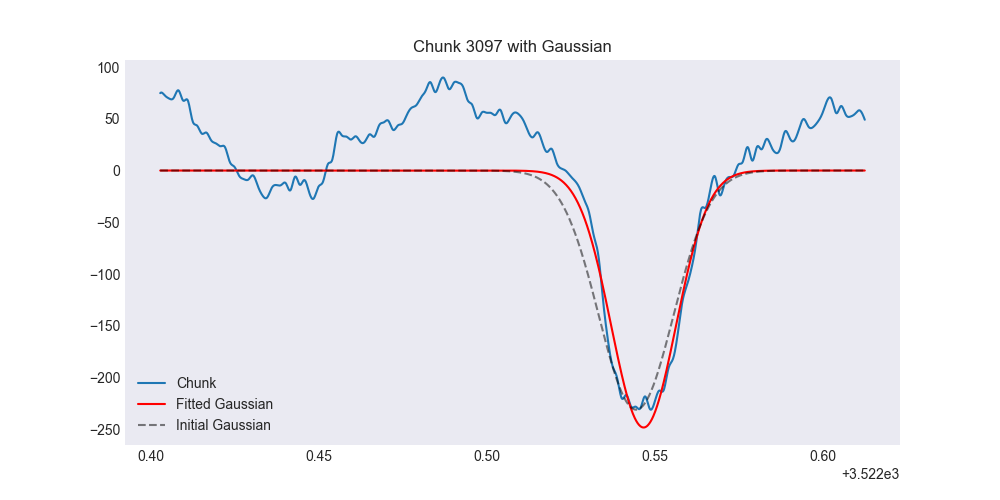 Chunk 3097 with Gaussian
100
50
0
−50
−100
−150
−200
−250
Chunk
Fitted Gaussian
Initial Gaussian
0.40 0.45 0.50 0.55 0.60
+3.522e3